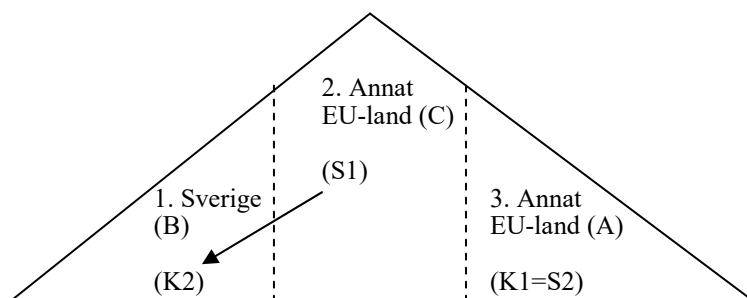 2. Annat
EU-land (C)
(S1)
1. Sverige
(B)
3. Annat
EU-land (A)
(K2)
(K1=S2)